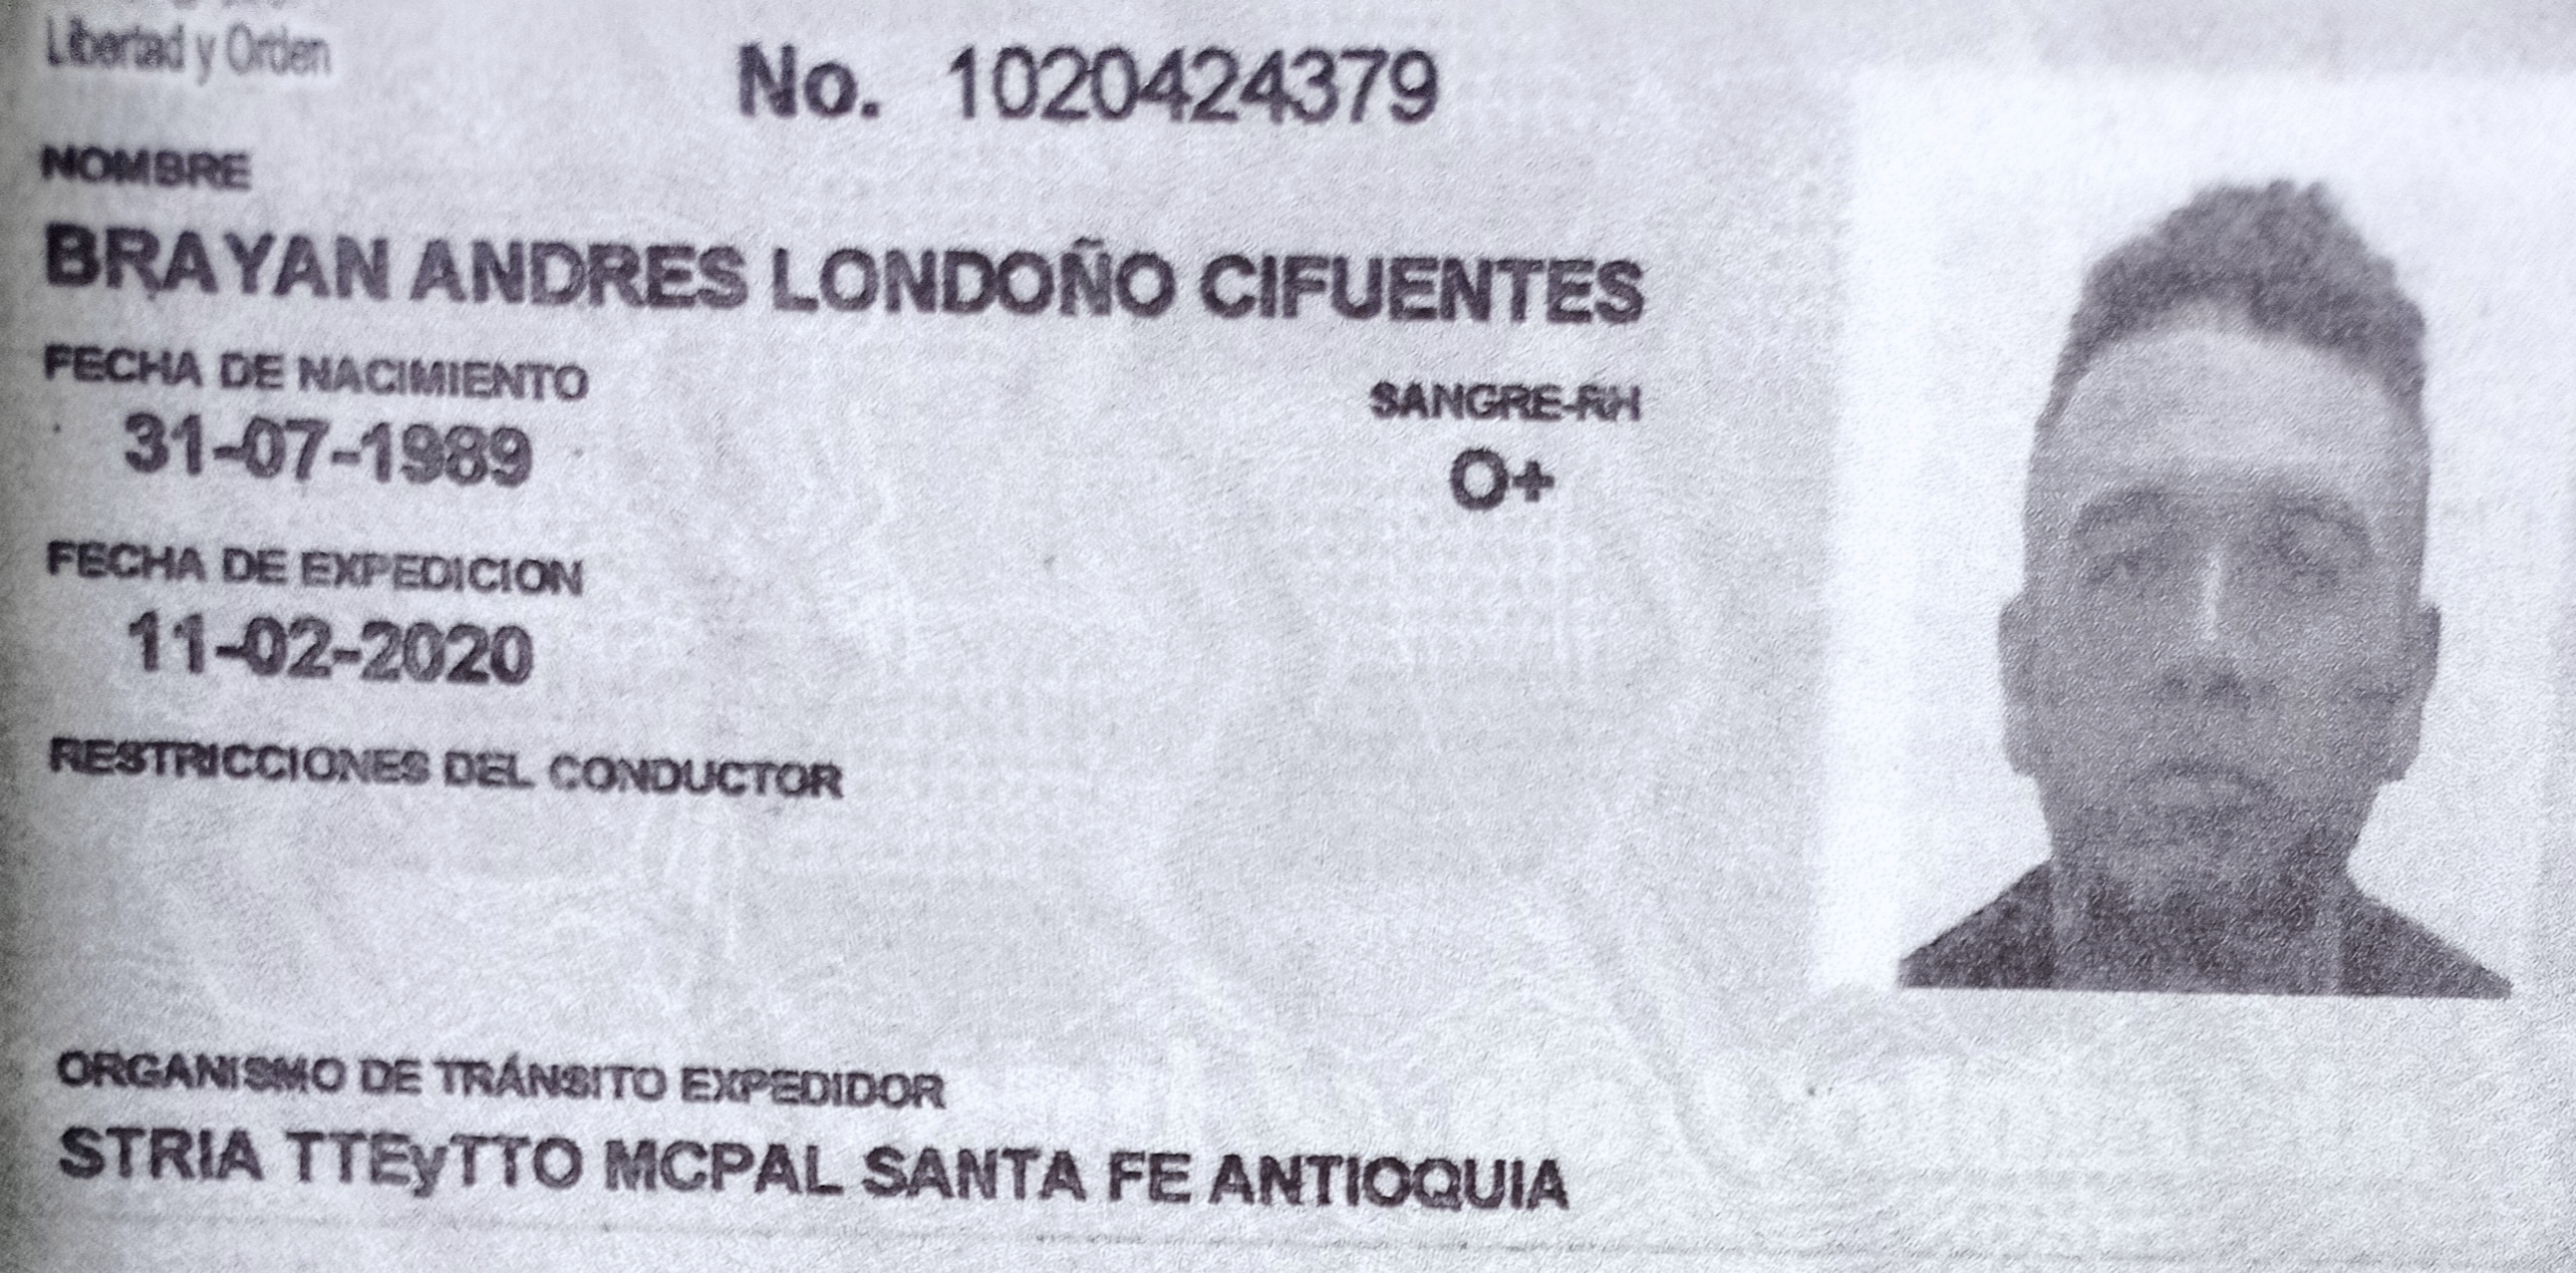 Libertad y Orden
No. 1020424379
NOMBRE
BRAYAN ANDRES LONDOÑO CIFUENTES
FECHA DE NACIMIENTO
31-07-1989
SANGRE-RH
O+
FECHA DE EXPEDICION
11-02-2020
RESTRICCIONES DEL CONDUCTOR
ORGANISMO DE TRÁNSITO EXPEDIDOR
STRIA TTEyTTO MCPAL SANTA FE ANTIOQUIA